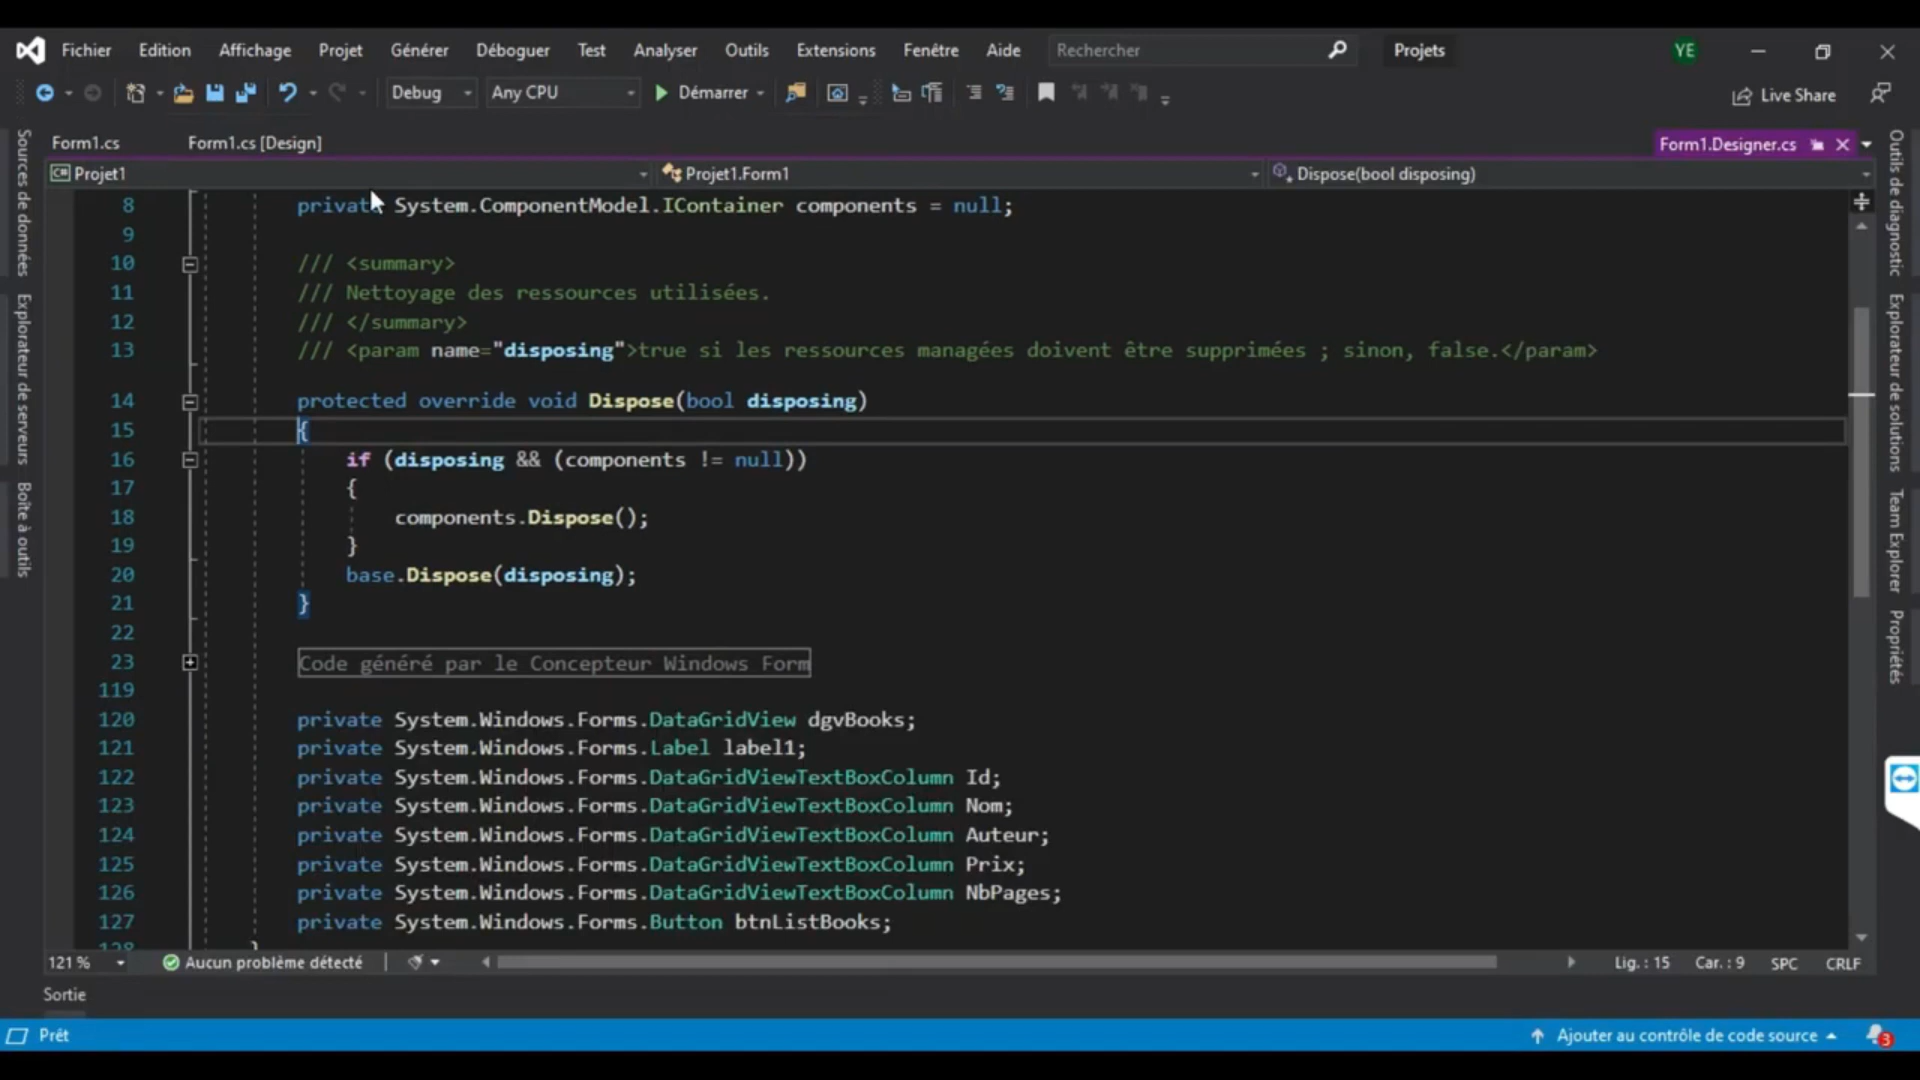 Fichier Edition Affichage Projet Générer Déboguer Test Analyser Outils Extensions Fenêtre Aide Rechercher Projets YE
Debug Any CPU Démarrer Live Share
Form1.cs Form1.cs [Design] Form1.Designer.cs
C# Projet1 Projet1.Form1 Dispose(bool disposing)
Sources de données
Explorateur de serveurs
Boîte à outils
8 private System.ComponentModel.IContainer components = null;
9
10 /// <summary>
11 /// Nettoyage des ressources utilisées.
12 /// </summary>
13 /// <param name="disposing">true si les ressources managées doivent être supprimées ; sinon, false.</param>
14 protected override void Dispose(bool disposing)
15 {
16 if (disposing && (components != null))
17 {
18 components.Dispose();
19 }
20 base.Dispose(disposing);
21 }
22
23 Code généré par le Concepteur Windows Form
119
120 private System.Windows.Forms.DataGridView dgvBooks;
121 private System.Windows.Forms.Label label1;
122 private System.Windows.Forms.DataGridViewTextBoxColumn Id;
123 private System.Windows.Forms.DataGridViewTextBoxColumn Nom;
124 private System.Windows.Forms.DataGridViewTextBoxColumn Auteur;
125 private System.Windows.Forms.DataGridViewTextBoxColumn Prix;
126 private System.Windows.Forms.DataGridViewTextBoxColumn NbPages;
127 private System.Windows.Forms.Button btnListBooks;
128 }
Outils de diagnostic
Explorateur de solutions
Team Explorer
Propriétés
121 % Aucun problème détecté Lig. : 15 Car. : 9 SPC CRLF
Sortie
Prêt Ajouter au contrôle de code source 3